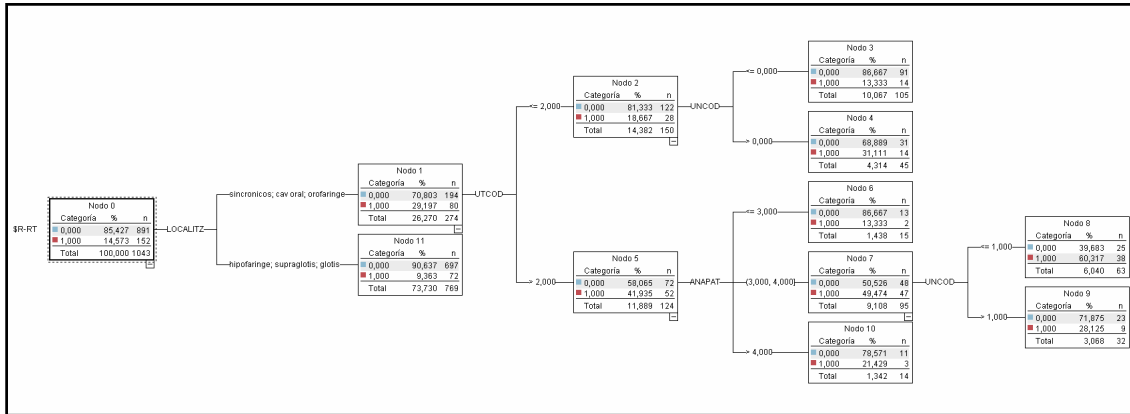 $R-RT
Nodo 0
Categoría % n
0,000 85,427 891
1,000 14,573 152
Total 100,000 1043
LOCALITZ
sincronicos; cav oral; orofaringe
Nodo 1
Categoría % n
0,000 70,803 194
1,000 29,197 80
Total 26,270 274
UTCOD
<= 2,000
Nodo 2
Categoría % n
0,000 81,333 122
1,000 18,667 28
Total 14,382 150
UNCOD
<= 0,000
Nodo 3
Categoría % n
0,000 86,667 91
1,000 13,333 14
Total 10,067 105
> 0,000
Nodo 4
Categoría % n
0,000 68,889 31
1,000 31,111 14
Total 4,314 45
> 2,000
Nodo 5
Categoría % n
0,000 58,065 72
1,000 41,935 52
Total 11,889 124
ANAPAT
<= 3,000
Nodo 6
Categoría % n
0,000 86,667 13
1,000 13,333 2
Total 1,438 15
(3,000, 4,000]
Nodo 7
Categoría % n
0,000 50,526 48
1,000 49,474 47
Total 9,108 95
UNCOD
<= 1,000
Nodo 8
Categoría % n
0,000 39,683 25
1,000 60,317 38
Total 6,040 63
> 1,000
Nodo 9
Categoría % n
0,000 71,875 23
1,000 28,125 9
Total 3,068 32
> 4,000
Nodo 10
Categoría % n
0,000 78,571 11
1,000 21,429 3
Total 1,342 14
hipofaringe; supraglotis; glotis
Nodo 11
Categoría % n
0,000 90,637 697
1,000 9,363 72
Total 73,730 769